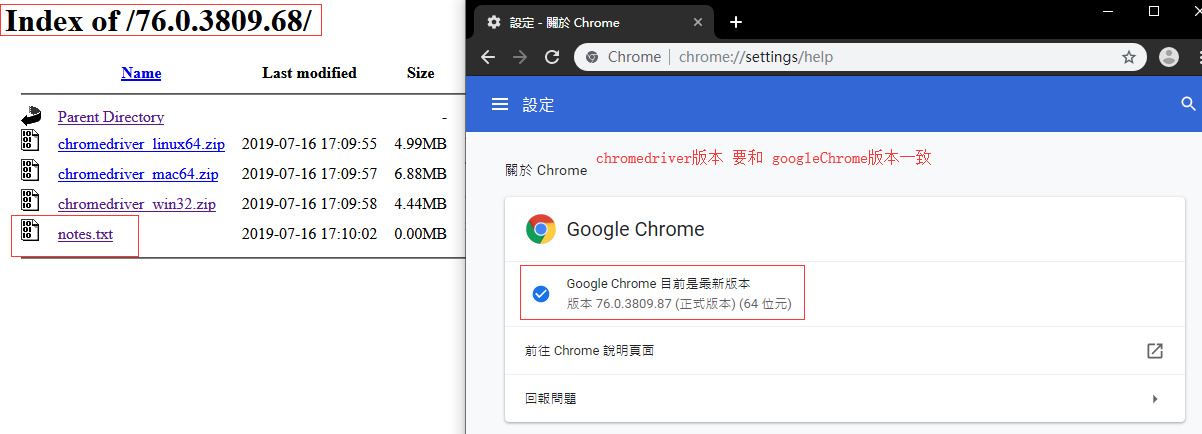 Index of /76.0.3809.68/
Name Last modified Size
Parent Directory -
chromedriver_linux64.zip 2019-07-16 17:09:55 4.99MB
chromedriver_mac64.zip 2019-07-16 17:09:57 6.88MB
chromedriver_win32.zip 2019-07-16 17:09:58 4.44MB
notes.txt 2019-07-16 17:10:02 0.00MB
設定 - 關於 Chrome
Chrome | chrome://settings/help
設定
關於 Chrome
chromedriver版本 要和 googleChrome版本一致
Google Chrome
Google Chrome 目前是最新版本
版本 76.0.3809.87 (正式版本) (64 位元)
前往 Chrome 說明頁面
回報問題